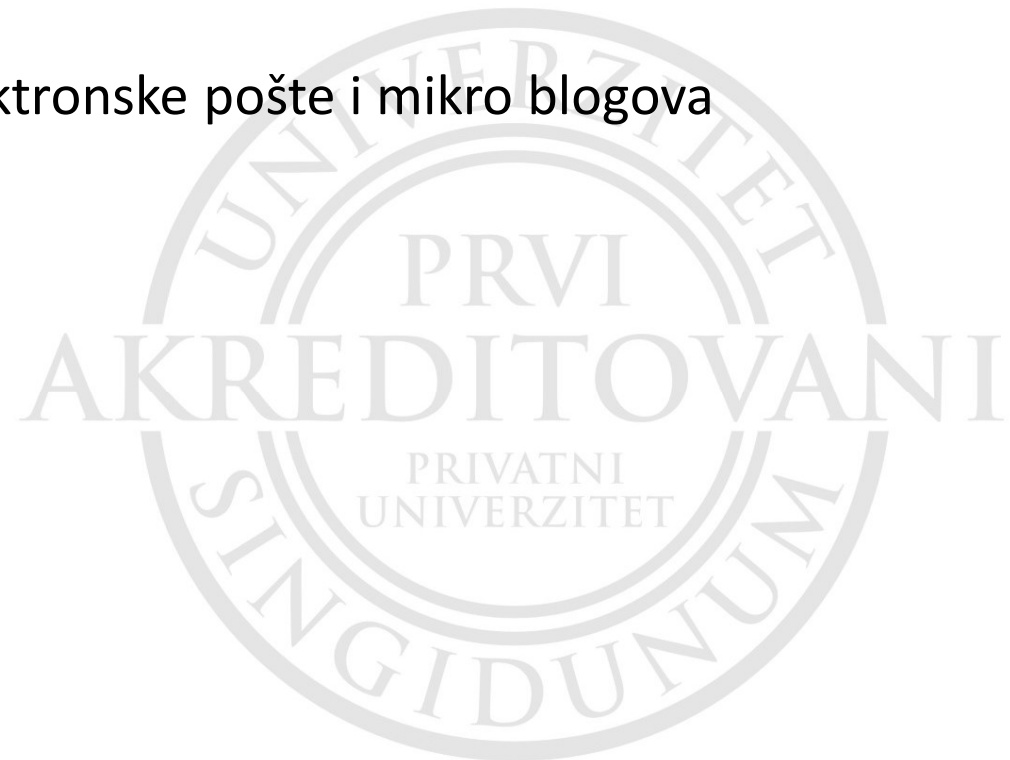 ktronske pošte i mikro blogova
UNIVERZITET
PRVI
AKREDITOVANI
PRIVATNI
UNIVERZITET
SINGIDUNUM